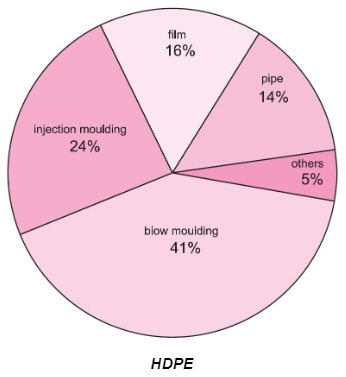 film
16%
pipe
14%
injection moulding
24%
others
5%
blow moulding
41%
HDPE